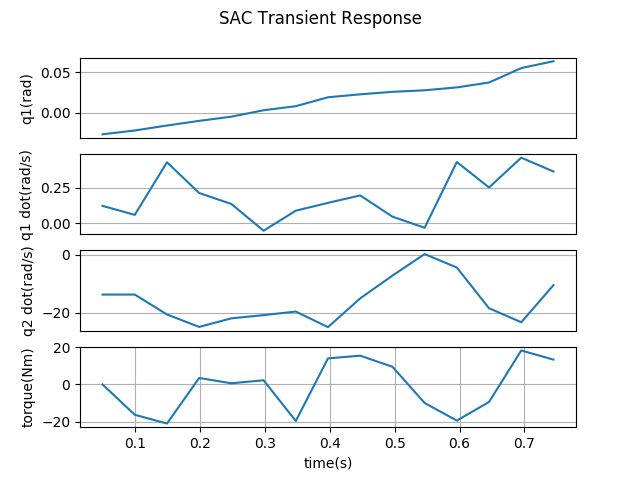 SAC Transient Response
q1(rad)
0.05
0.00
q1 dot(rad/s)
0.25
0.00
q2 dot(rad/s)
0
−20
torque(Nm)
20
0
−20
0.1 0.2 0.3 0.4 0.5 0.6 0.7
time(s)